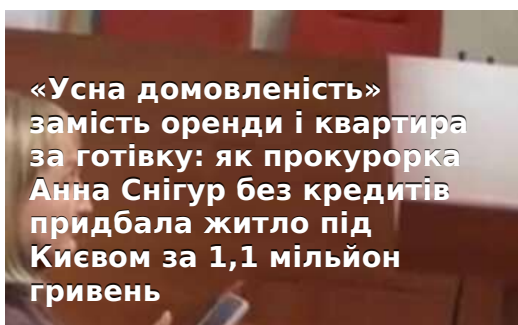 «Усна домовленість»
замість оренди і квартира
за готівку: як прокурорка
Анна Снігур без кредитів
придбала житло під
Києвом за 1,1 мільйон
гривень